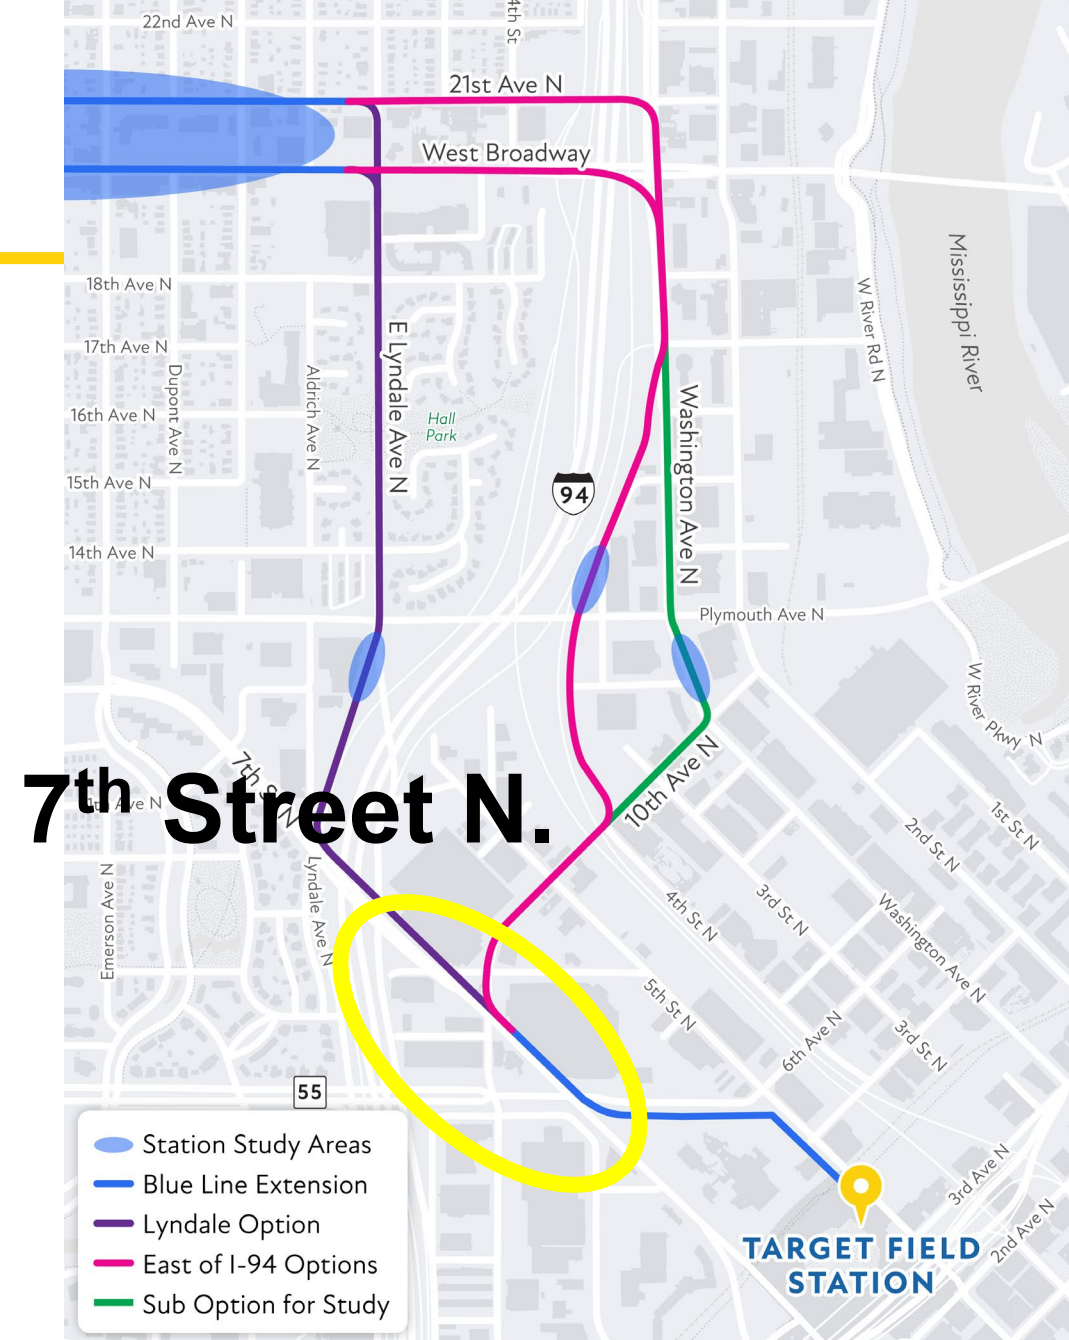 22nd Ave N
4th St
21st Ave N
West Broadway
18th Ave N
17th Ave N
16th Ave N
15th Ave N
14th Ave N
Dupont Ave N
Aldrich Ave N
E Lyndale Ave N
Hall
Park
94
Washington Ave N
W River Rd N
Mississippi River
Plymouth Ave N
W River Pkwy N
7th St N
7th Street N.
10th Ave N
Emerson Ave N
Lyndale Ave N
1st St N
2nd St N
3rd St N
4th St N
Washington Ave N
5th St N
6th Ave N
3rd St N
3rd Ave N
2nd Ave N
55
Station Study Areas
Blue Line Extension
Lyndale Option
East of I-94 Options
Sub Option for Study
TARGET FIELD
STATION